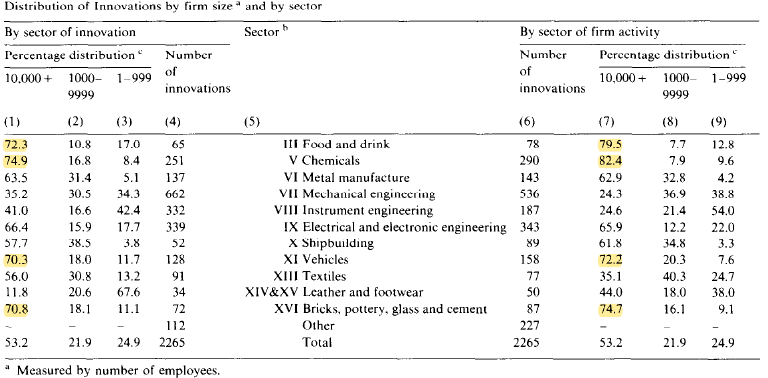 Distribution of Innovations by firm size a and by sector
By sector of innovation Sector b By sector of firm activity
Percentage distribution c Number Number Percentage distribution c
10,000+ 1000– 1–999 of of 10,000+ 1000– 1–999
9999 innovations innovations 9999
(1) (2) (3) (4) (5) (6) (7) (8) (9)
72.3 10.8 17.0 65 III Food and drink 78 79.5 7.7 12.8
74.9 16.8 8.4 251 V Chemicals 290 82.4 7.9 9.6
63.5 31.4 5.1 137 VI Metal manufacture 143 62.9 32.8 4.2
35.2 30.5 34.3 662 VII Mechanical engineering 536 24.3 36.9 38.8
41.0 16.6 42.4 332 VIII Instrument engineering 187 24.6 21.4 54.0
66.4 15.9 17.7 339 IX Electrical and electronic engineering 343 65.9 12.2 22.0
57.7 38.5 3.8 52 X Shipbuilding 89 61.8 34.8 3.3
70.3 18.0 11.7 128 XI Vehicles 158 72.2 20.3 7.6
56.0 30.8 13.2 91 XIII Textiles 77 35.1 40.3 24.7
11.8 20.6 67.6 34 XIV&XV Leather and footwear 50 44.0 18.0 38.0
70.8 18.1 11.1 72 XVI Bricks, pottery, glass and cement 87 74.7 16.1 9.1
– – – 112 Other 227 – – –
53.2 21.9 24.9 2265 Total 2265 53.2 21.9 24.9
a Measured by number of employees.